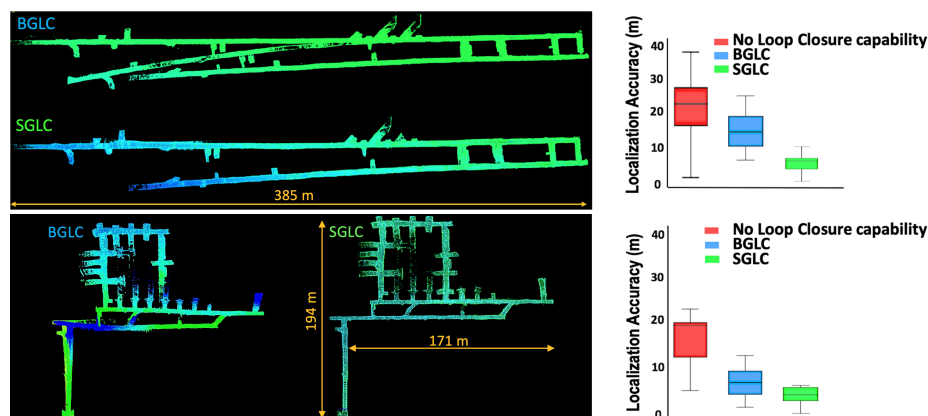 BGLC
SGLC
385 m
Localization Accuracy (m)
40
30
20
10
0
No Loop Closure capability
BGLC
SGLC
BGLC
SGLC
194 m
171 m
Localization Accuracy (m)
40
30
20
10
0
No Loop Closure capability
BGLC
SGLC